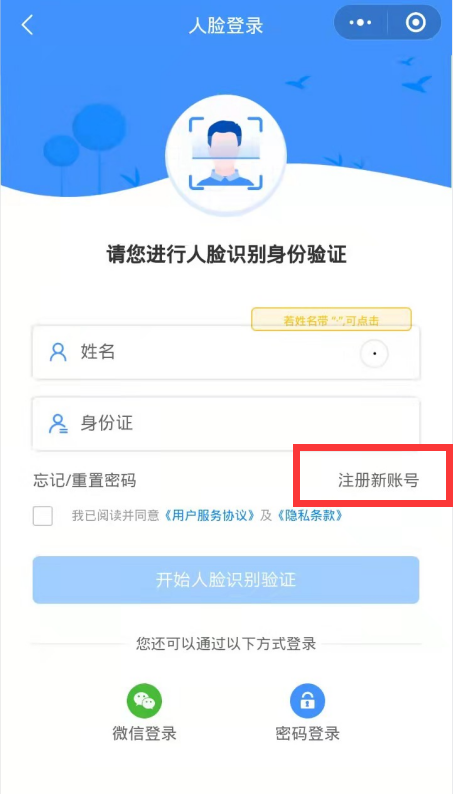 人脸登录
请您进行人脸识别身份验证
若姓名带 "·",可点击
姓名
·
身份证
忘记/重置密码 注册新账号
我已阅读并同意《用户服务协议》及《隐私条款》
开始人脸识别验证
您还可以通过以下方式登录
微信登录 密码登录